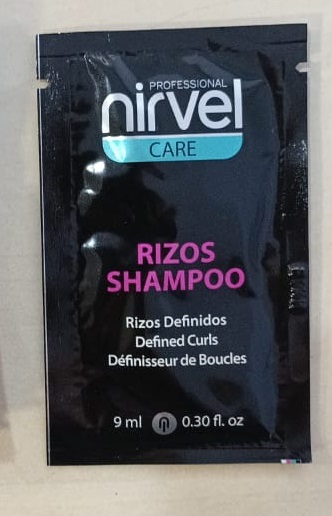 PROFESSIONAL
nirvel
CARE
RIZOS
SHAMPOO
Rizos Definidos
Defined Curls
Définisseur de Boucles
9 ml 0.30 fl. oz